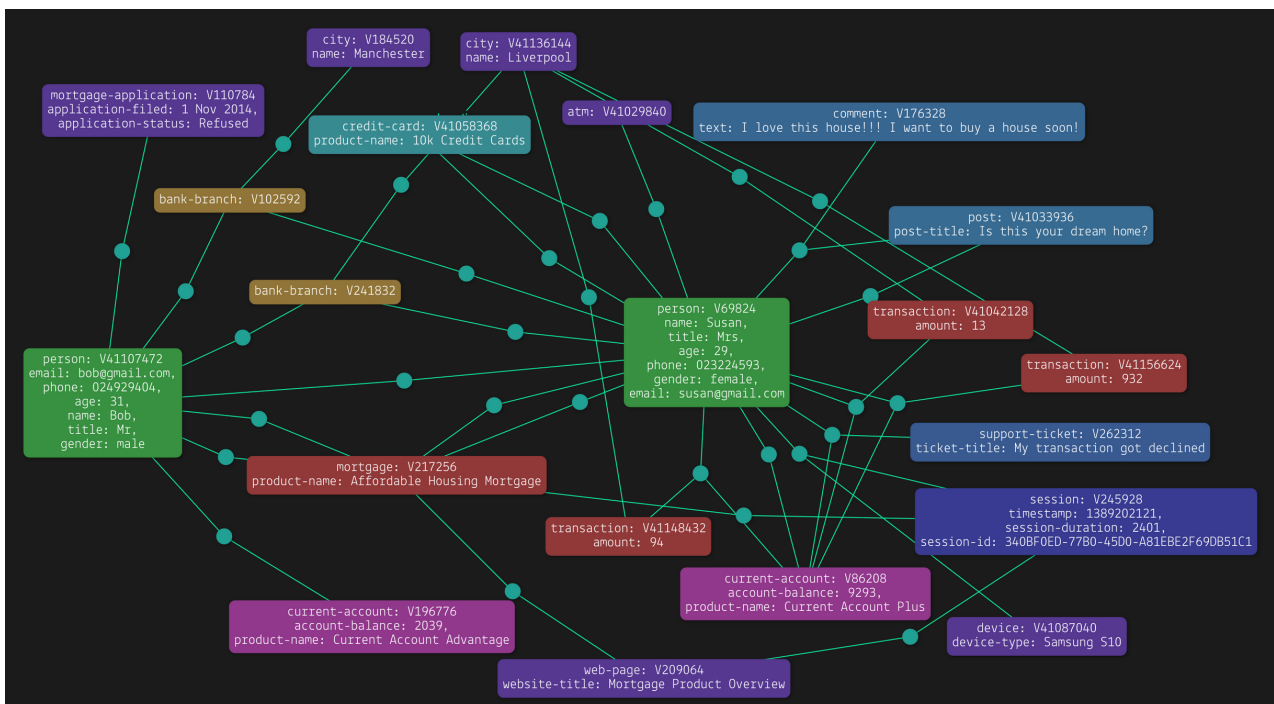 city: V184520
name: Manchester
city: V41136144
name: Liverpool
mortgage-application: V110784
application-filed: 1 Nov 2014,
application-status: Refused
atm: V41029840
comment: V176328
text: I love this house!!! I want to buy a house soon!
credit-card: V41058368
product-name: 10k Credit Cards
bank-branch: V102592
post: V41033936
post-title: Is this your dream home?
bank-branch: V241832
person: V69824
name: Susan,
title: Mrs,
age: 29,
phone: 023224593,
gender: female,
email: susan@gmail.com
transaction: V41042128
amount: 13
person: V41107472
email: bob@gmail.com,
phone: 024929404,
age: 31,
name: Bob,
title: Mr,
gender: male
transaction: V41156624
amount: 932
support-ticket: V262312
ticket-title: My transaction got declined
mortgage: V217256
product-name: Affordable Housing Mortgage
session: V245928
timestamp: 1389202121,
session-duration: 2401,
session-id: 340BF0ED-77B0-45D0-A81EBE2F69DB51C1
transaction: V41148432
amount: 94
current-account: V86208
account-balance: 9293,
product-name: Current Account Plus
current-account: V196776
account-balance: 2039,
product-name: Current Account Advantage
device: V41087040
device-type: Samsung S10
web-page: V209064
website-title: Mortgage Product Overview